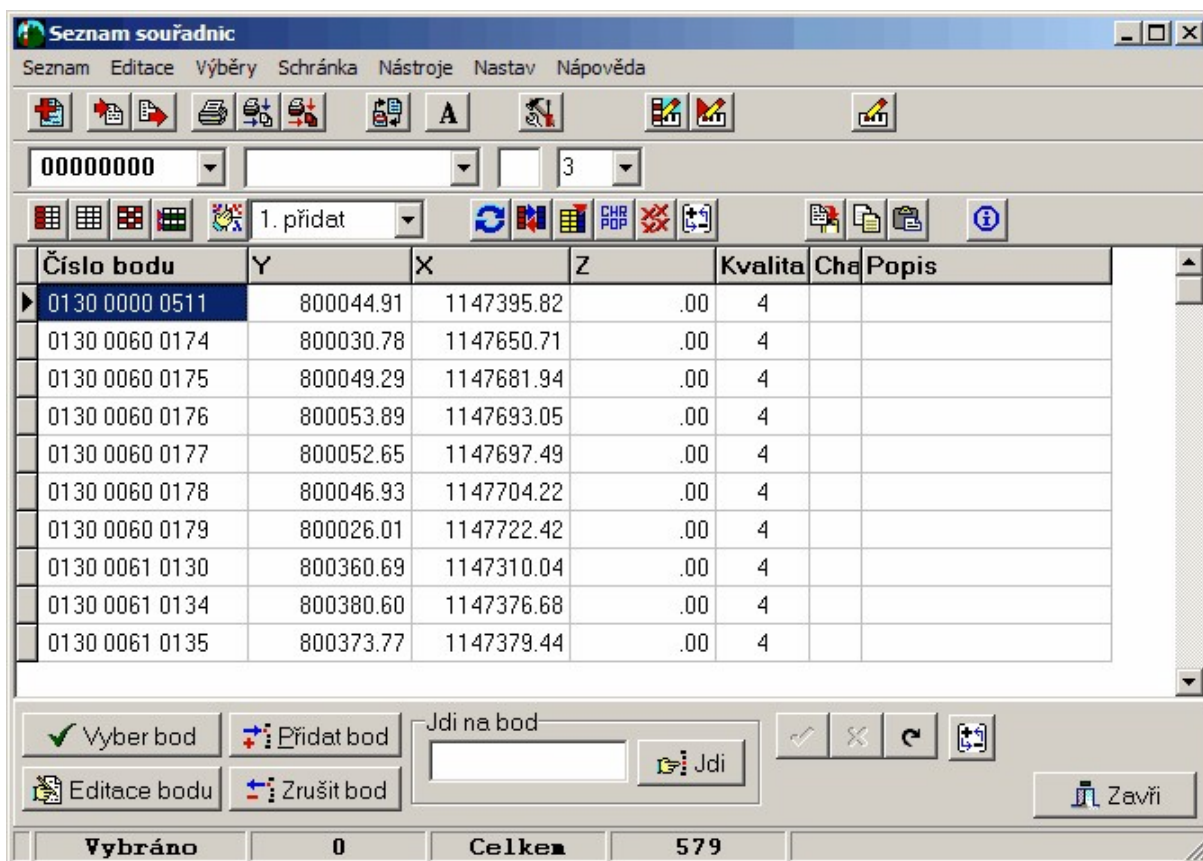 Seznam souřadnic
Seznam Editace Výběry Schránka Nástroje Nastav Nápověda
A
00000000 3
1. přidat CHR POP
Číslo bodu Y X Z Kvalita Cha Popis
0130 0000 0511 800044.91 1147395.82 .00 4
0130 0060 0174 800030.78 1147650.71 .00 4
0130 0060 0175 800049.29 1147681.94 .00 4
0130 0060 0176 800053.89 1147693.05 .00 4
0130 0060 0177 800052.65 1147697.49 .00 4
0130 0060 0178 800046.93 1147704.22 .00 4
0130 0060 0179 800026.01 1147722.42 .00 4
0130 0061 0130 800360.69 1147310.04 .00 4
0130 0061 0134 800380.60 1147376.68 .00 4
0130 0061 0135 800373.77 1147379.44 .00 4
Vyber bod Přidat bod Jdi na bod
Jdi
Editace bodu Zrušit bod Zavři
Vybráno 0 Celkem 579